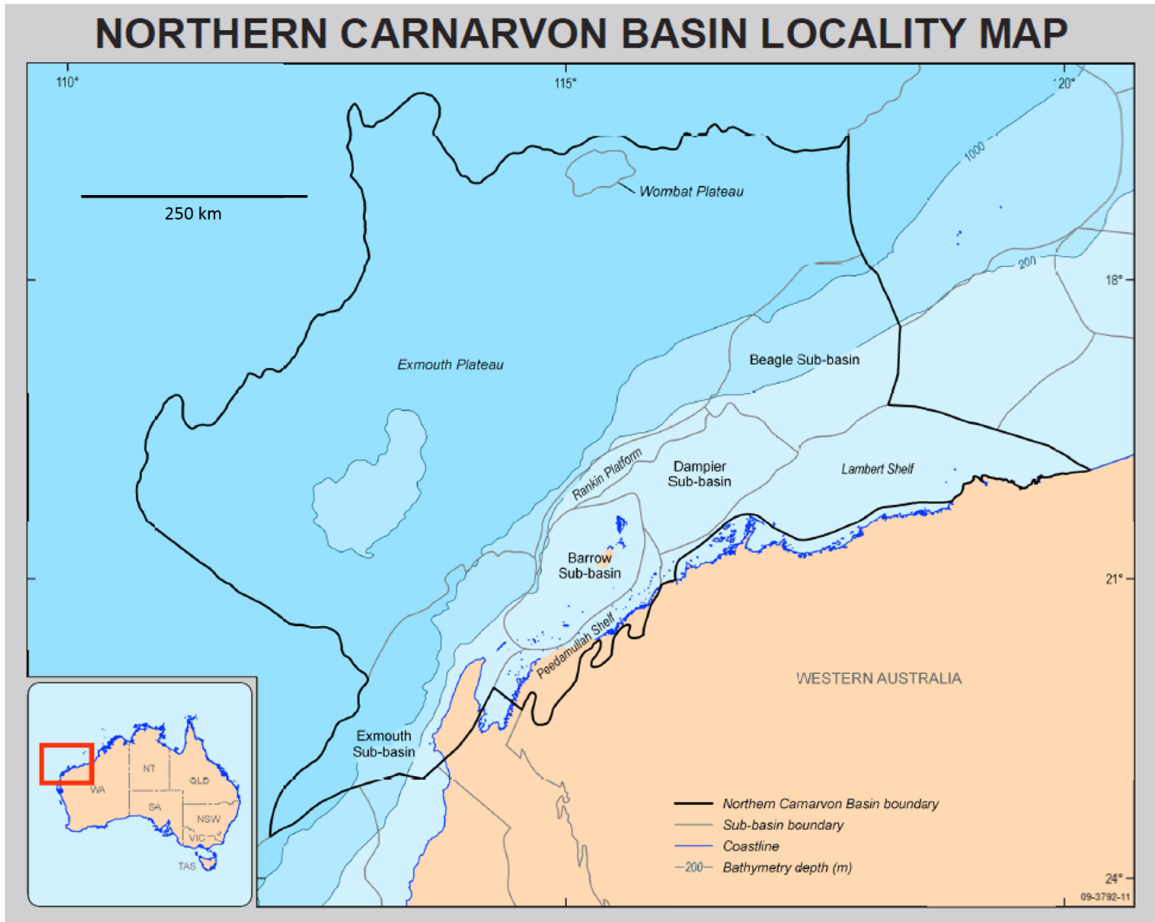 NORTHERN CARNARVON BASIN LOCALITY MAP
110°
115°
120°
1000
Wombat Plateau
250 km
200
18°
Exmouth Plateau
Beagle Sub-basin
Rankin Platform
Dampier
Sub-basin
Lambert Shelf
Barrow
Sub-basin
21°
Peedamullah Shelf
WESTERN AUSTRALIA
Exmouth
Sub-basin
NT
QLD
WA
SA
NSW
VIC
TAS
Northern Carnarvon Basin boundary
Sub-basin boundary
Coastline
200
Bathymetry depth (m)
24°
09-3792-11